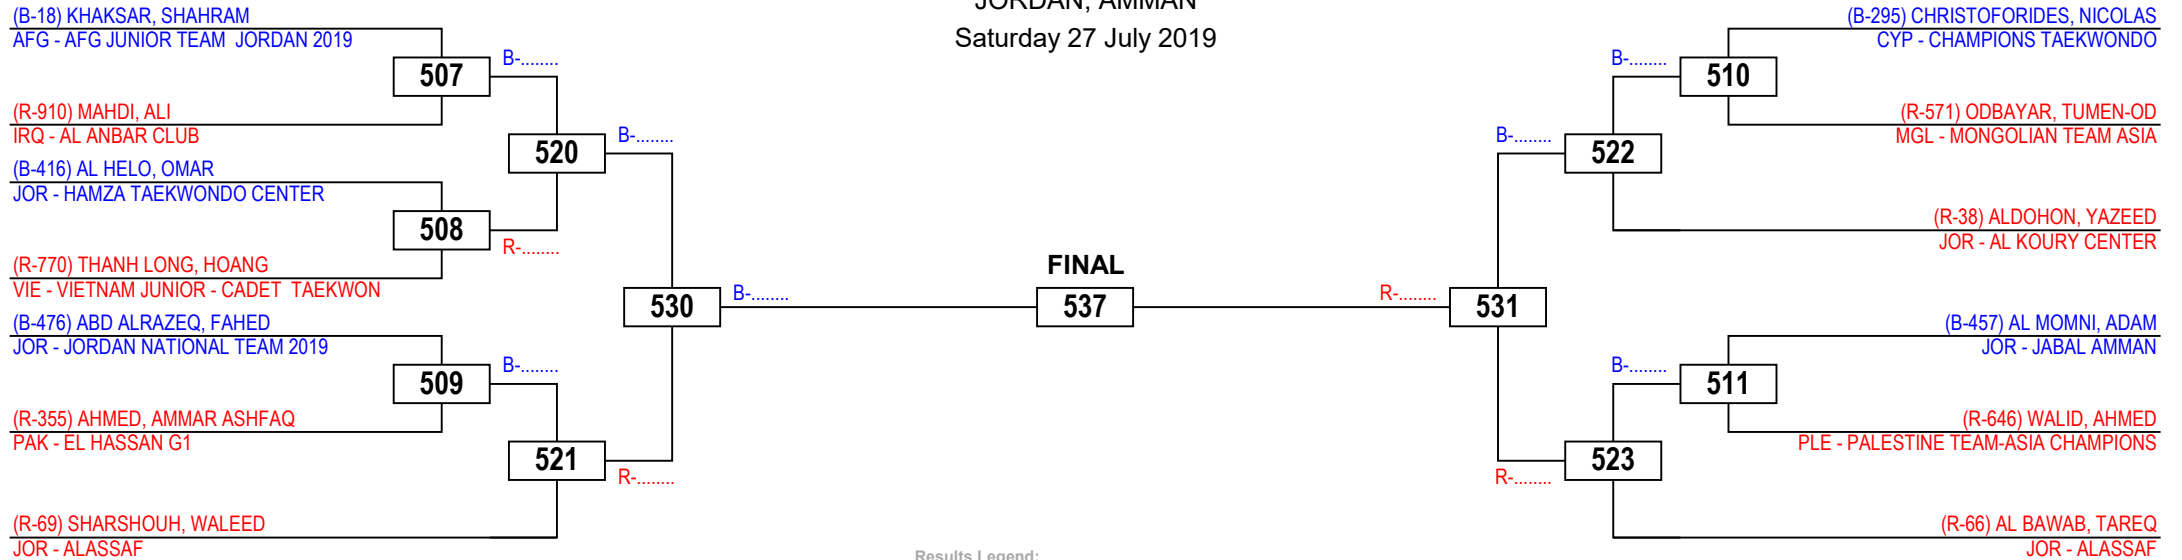 JORDAN, AMMAN
Saturday 27 July 2019
(B-18) KHAKSAR, SHAHRAM
AFG - AFG JUNIOR TEAM  JORDAN 2019
507
B-........
(R-910) MAHDI, ALI
IRQ - AL ANBAR CLUB
520
B-........
(B-416) AL HELO, OMAR
JOR - HAMZA TAEKWONDO CENTER
508
R-........
(R-770) THANH LONG, HOANG
VIE - VIETNAM JUNIOR - CADET  TAEKWON
530
B-........
(B-476) ABD ALRAZEQ, FAHED
JOR - JORDAN NATIONAL TEAM 2019
509
B-........
(R-355) AHMED, AMMAR ASHFAQ
PAK - EL HASSAN G1
521
R-........
(R-69) SHARSHOUH, WALEED
JOR - ALASSAF
FINAL
537
(B-295) CHRISTOFORIDES, NICOLAS
CYP - CHAMPIONS TAEKWONDO
B-........
510
(R-571) ODBAYAR, TUMEN-OD
MGL - MONGOLIAN TEAM ASIA
B-........
522
(R-38) ALDOHON, YAZEED
JOR - AL KOURY CENTER
R-........
531
(B-457) AL MOMNI, ADAM
JOR - JABAL AMMAN
B-........
511
(R-646) WALID, AHMED
PLE - PALESTINE TEAM-ASIA CHAMPIONS
523
R-........
(R-66) AL BAWAB, TAREQ
JOR - ALASSAF
Results Legend: